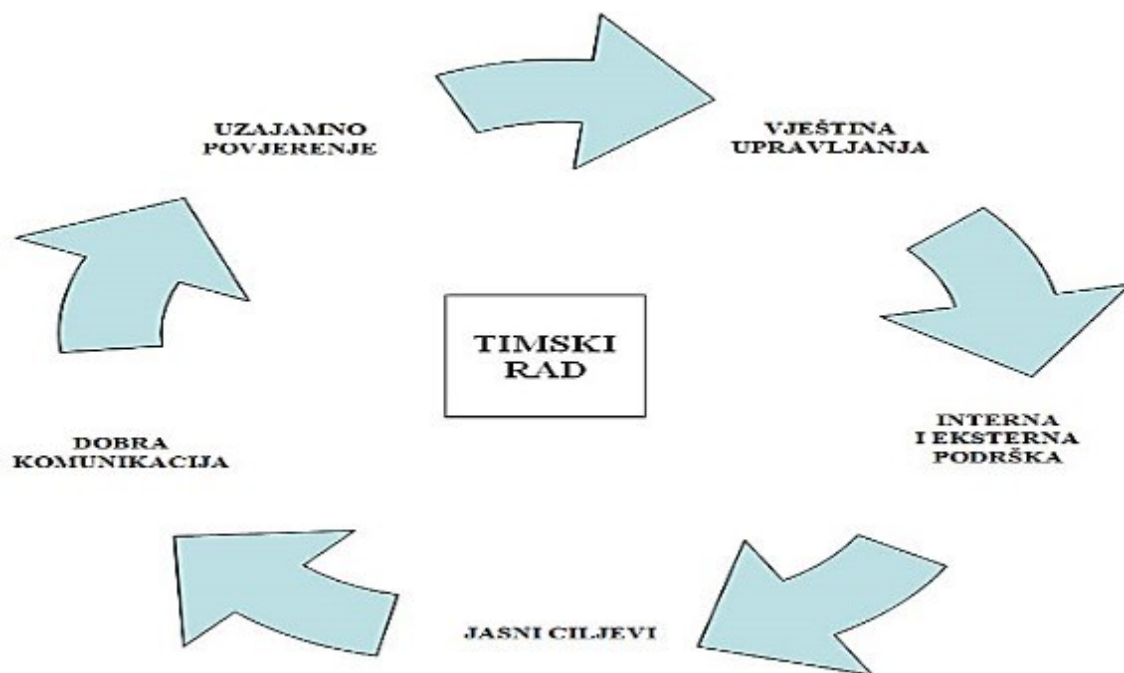 UZAJAMNO
POVJERENJE
VJEŠTINA
UPRAVLJANJA
TIMSKI
RAD
INTERNA
I EKSTERNA
PODRŠKA
DOBRA
KOMUNIKACIJA
JASNI CILJEVI